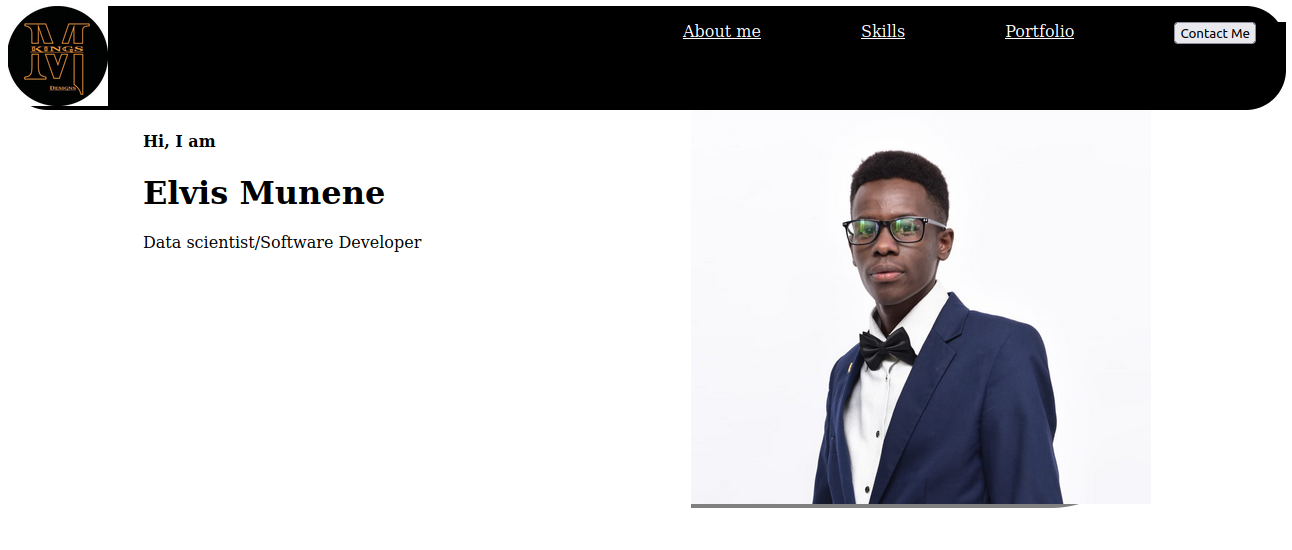 M
KINGS
M
DESIGNS
About me
Skills
Portfolio
Contact Me
Hi, I am
Elvis Munene
Data scientist/Software Developer